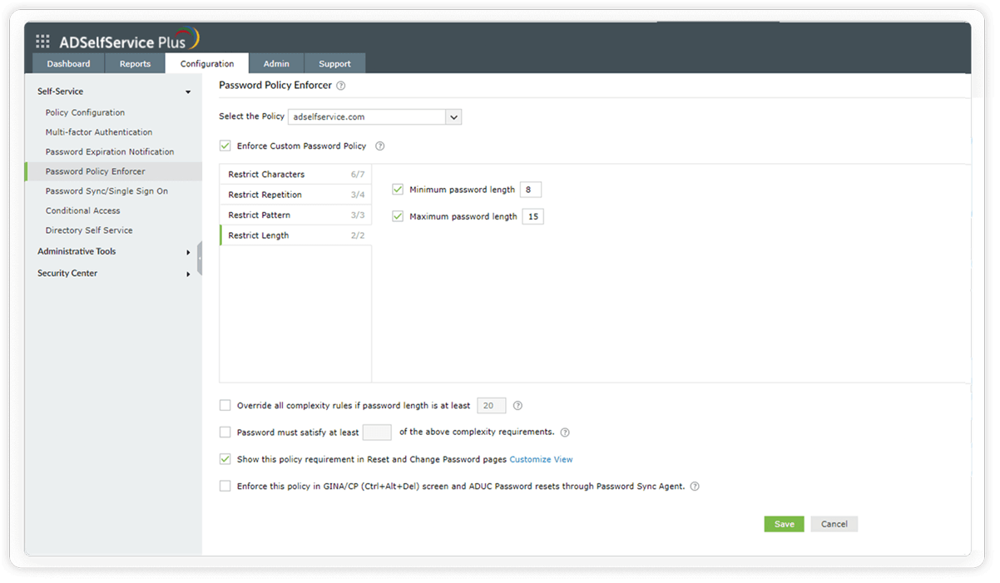 ADSelfService Plus
Dashboard Reports Configuration Admin Support
Self-Service
Policy Configuration
Multi-factor Authentication
Password Expiration Notification
Password Policy Enforcer
Password Sync/Single Sign On
Conditional Access
Directory Self Service
Administrative Tools
Security Center
Password Policy Enforcer ?
Select the Policy adselfservice.com
Enforce Custom Password Policy ?
Restrict Characters 6/7
Restrict Repetition 3/4
Restrict Pattern 3/3
Restrict Length 2/2
Minimum password length 8
Maximum password length 15
Override all complexity rules if password length is at least 20 ?
Password must satisfy at least of the above complexity requirements. ?
Show this policy requirement in Reset and Change Password pages Customize View
Enforce this policy in GINA/CP (Ctrl+Alt+Del) screen and ADUC Password resets through Password Sync Agent. ?
Save Cancel